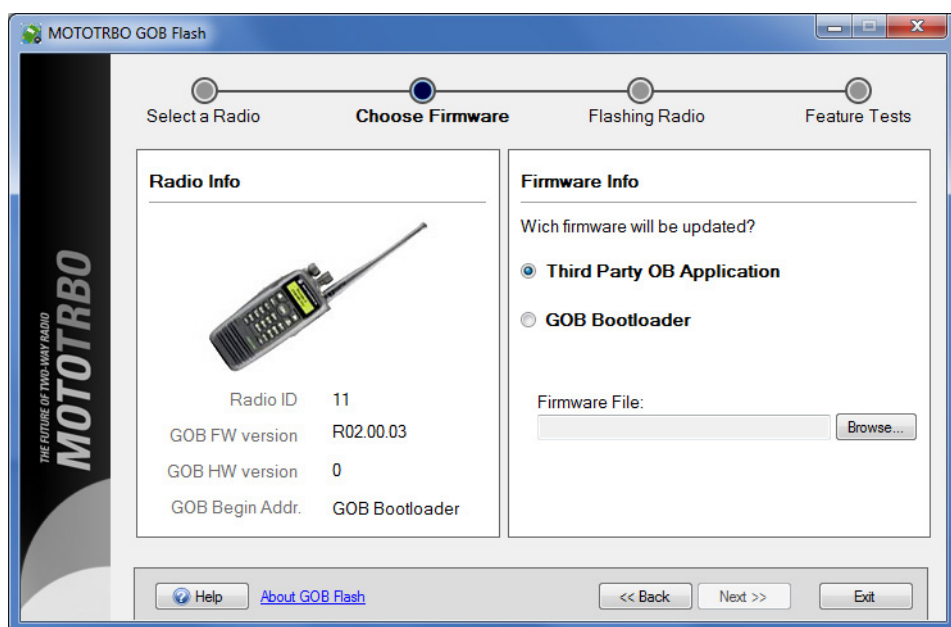 MOTOTRBO GOB Flash
Select a Radio
Choose Firmware
Flashing Radio
Feature Tests
THE FUTURE OF TWO-WAY RADIO
MOTOTRBO
Radio Info
Radio ID 11
GOB FW version R02.00.03
GOB HW version 0
GOB Begin Addr. GOB Bootloader
Firmware Info
Wich firmware will be updated?
Third Party OB Application
GOB Bootloader
Firmware File:
Browse...
Help
About GOB Flash
<< Back
Next >>
Exit